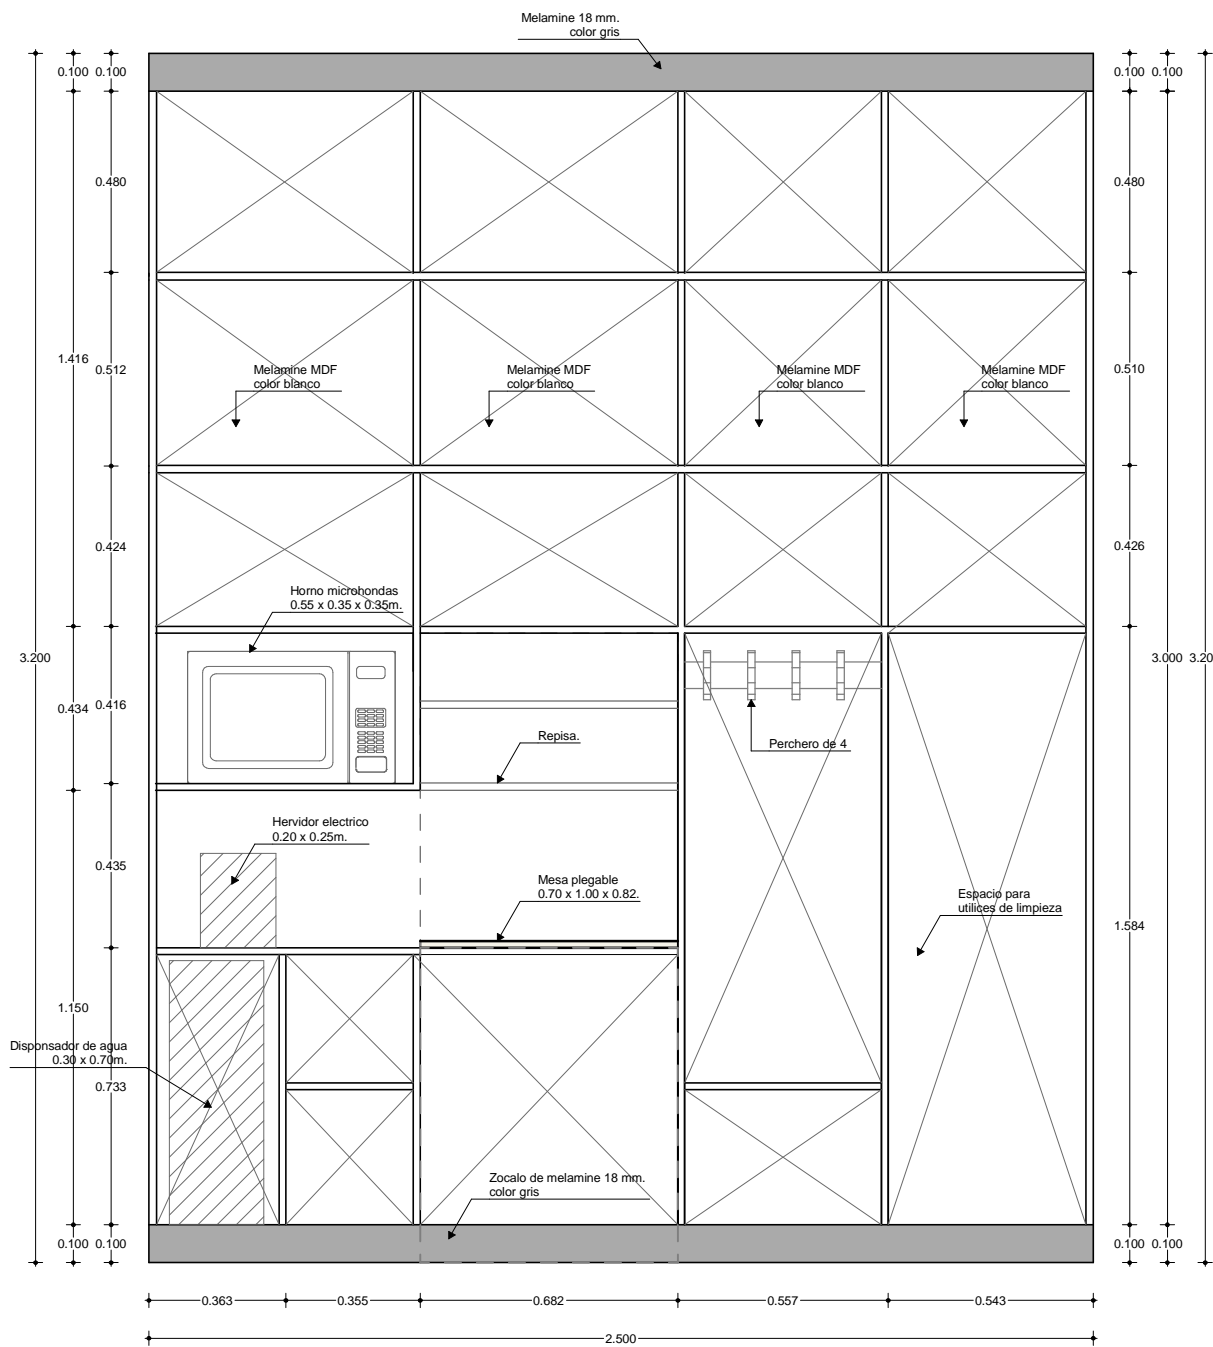 Melamine 18 mm.
color gris
0.100
0.100
0.100
0.100
0.480
0.480
1.416
0.512
0.510
Melamine MDF
color blanco
Melamine MDF
color blanco
Melamine MDF
color blanco
Melamine MDF
color blanco
0.424
0.426
Horno microhondas
0.55 x 0.35 x 0.35m.
3.200
3.000
3.20
0.434
0.416
Repisa.
Perchero de 4
Hervidor electrico
0.20 x 0.25m.
0.435
Mesa plegable
0.70 x 1.00 x 0.82.
Espacio para
utilices de limpieza
1.584
1.150
Disponsador de agua
0.30 x 0.70m.
0.733
Zocalo de melamine 18 mm.
color gris
0.100
0.100
0.100
0.100
0.363
0.355
0.682
0.557
0.543
2.500